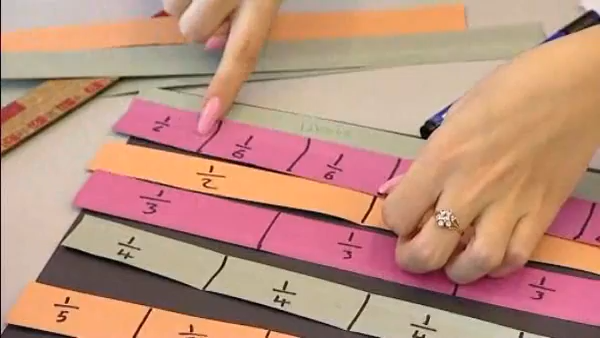 1/6 1/6
1/2
1/3 1/3 1/3
1/4 1/4 1/4
1/5